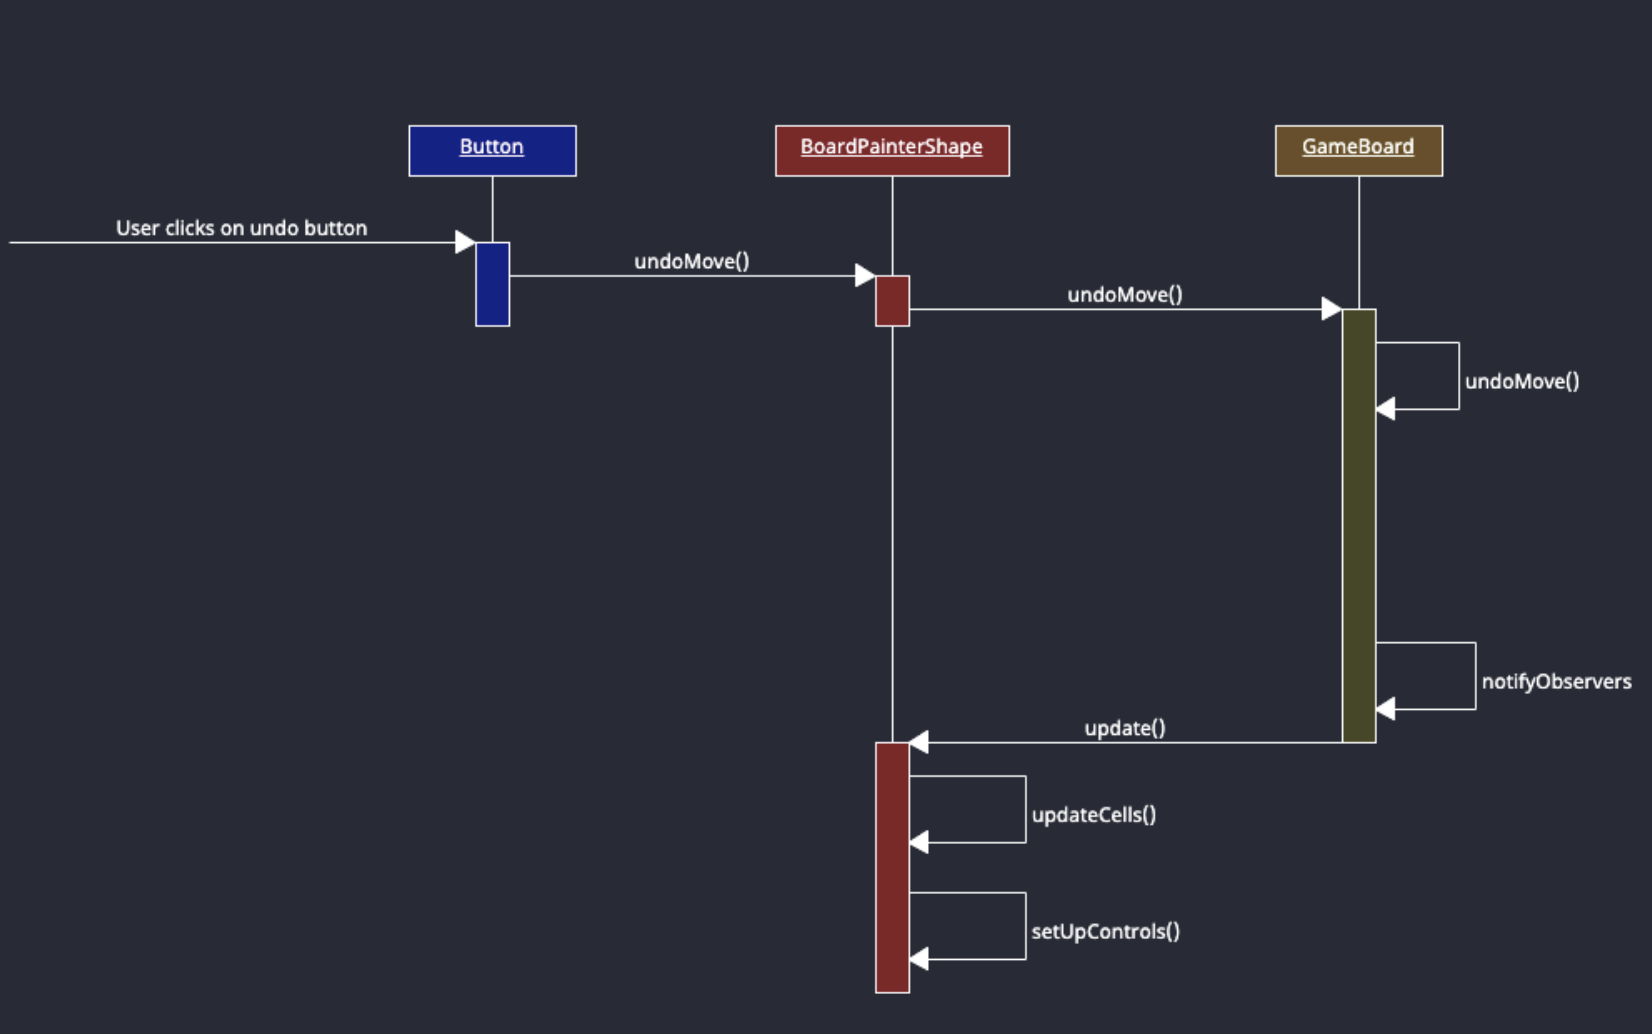 Button
BoardPainterShape
GameBoard
User clicks on undo button
undoMove()
undoMove()
undoMove()
notifyObservers
update()
updateCells()
setUpControls()